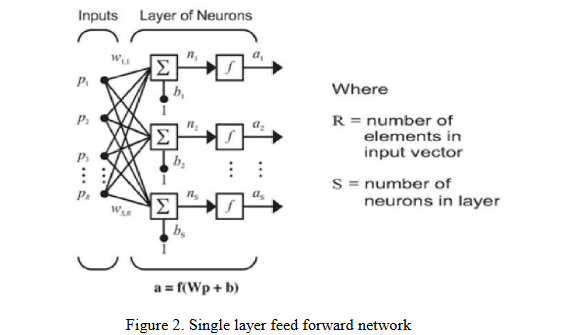 Inputs Layer of Neurons
w1,1 n1 a1
p1 Σ f
b1
1
p2 n2 a2
Σ f
p3 b2
1
pR nS aS
wS,R Σ f
bS
1
a = f(Wp + b)
Where
R = number of
elements in
input vector
S = number of
neurons in layer
Figure 2. Single layer feed forward network